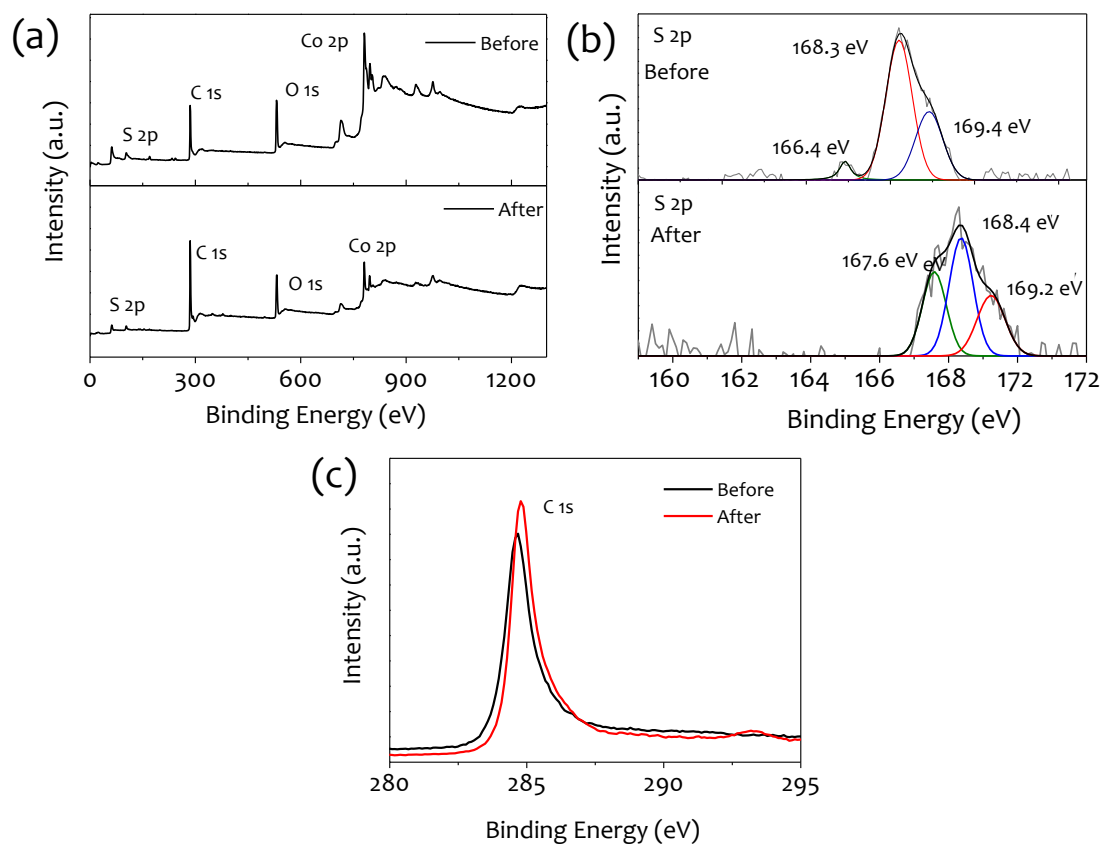 (a)
Co 2p
Before
C 1s
O 1s
S 2p
After
C 1s
Co 2p
O 1s
S 2p
Intensity (a.u.)
0 300 600 900 1200
Binding Energy (eV)
(b)
S 2p
Before
168.3 eV
169.4 eV
166.4 eV
S 2p
After
168.4 eV
167.6 eV eV
169.2 eV
Intensity (a.u.)
160 162 164 166 168 172 172
Binding Energy (eV)
(c)
C 1s
Before
After
Intensity (a.u.)
280 285 290 295
Binding Energy (eV)